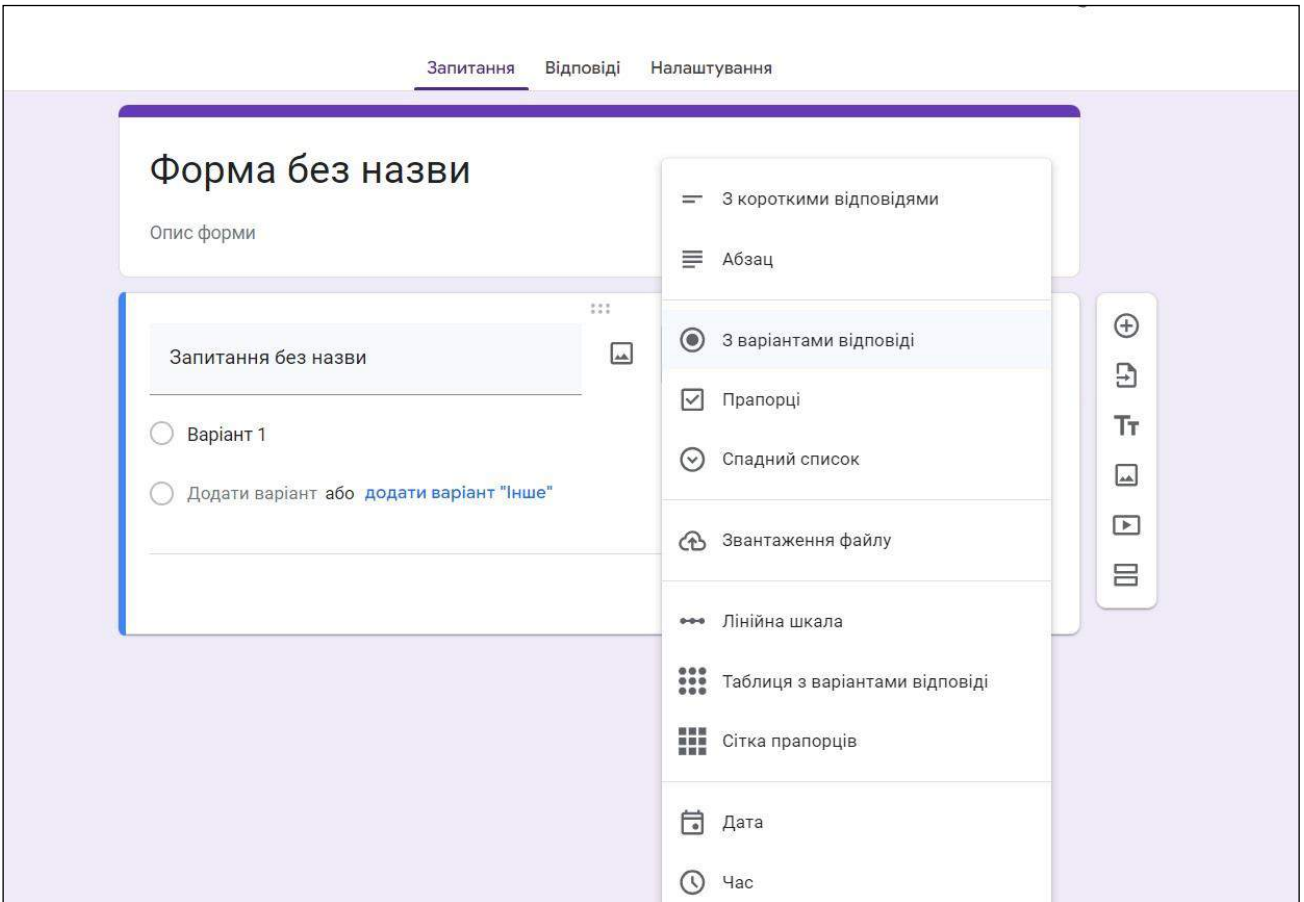 Запитання Відповіді Налаштування
Форма без назви
Опис форми
Запитання без назви
Варіант 1
Додати варіант або додати варіант "Інше"
З короткими відповідями
Абзац
З варіантами відповіді
Прапорці
Спадний список
Звантаження файлу
Лінійна шкала
Таблиця з варіантами відповіді
Сітка прапорців
Дата
Час
Тт